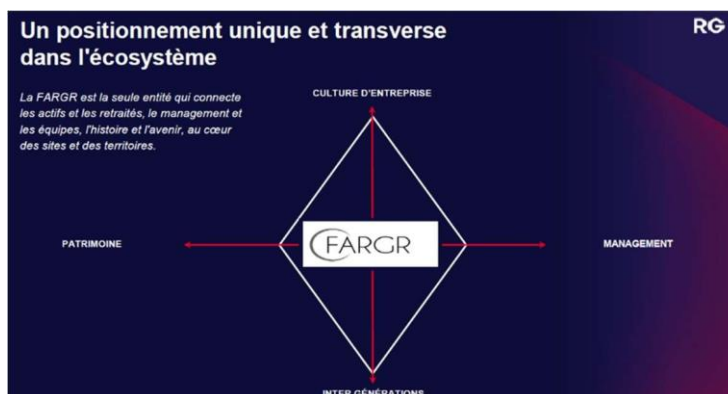 Un positionnement unique et transverse
dans l'écosystème
RG
La FARGR est la seule entité qui connecte
les actifs et les retraités, le management et
les équipes, l'histoire et l'avenir, au cœur
des sites et des territoires.
CULTURE D'ENTREPRISE
PATRIMOINE
FARGR
MANAGEMENT
INTER GÉNÉRATIONS